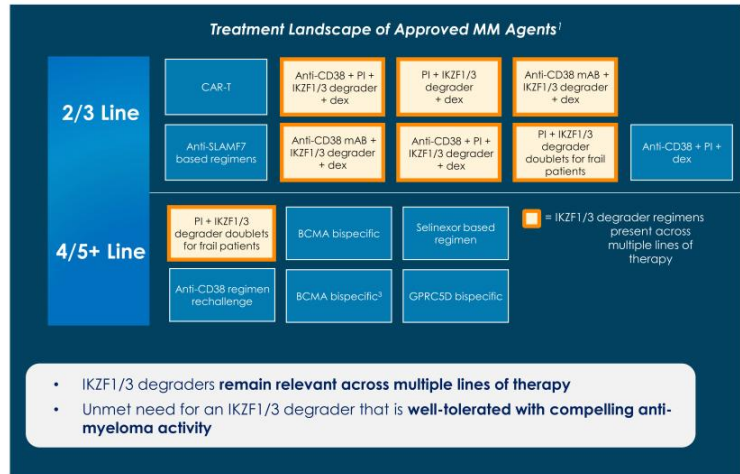 Treatment Landscape of Approved MM Agents¹
2/3 Line
CAR-T
Anti-CD38 + PI +
IKZF1/3 degrader
+ dex
PI + IKZF1/3
degrader
+ dex
Anti-CD38 mAB +
IKZF1/3 degrader
+ dex
Anti-SLAMF7
based regimens
Anti-CD38 mAB
+ IKZF1/3 degrader
+ dex
Anti-CD38 + PI +
IKZF1/3 degrader
+ dex
PI + IKZF1/3
degrader
doublets for frail
patients
Anti-CD38 + PI +
dex
4/5+ Line
PI + IKZF1/3
degrader doublets
for frail patients
BCMA bispecific
Selinexor based
regimen
= IKZF1/3 degrader regimens
present across
multiple lines of
therapy
Anti-CD38 regimen
rechallenge
BCMA bispecific³
GPRC5D bispecific
• IKZF1/3 degraders remain relevant across multiple lines of therapy
• Unmet need for an IKZF1/3 degrader that is well-tolerated with compelling anti-
myeloma activity